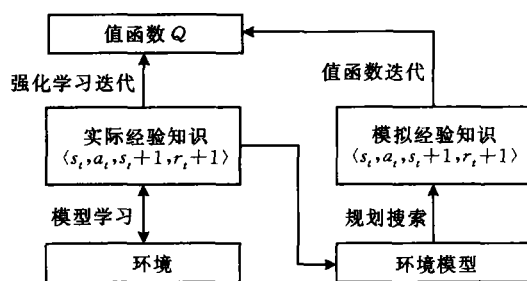 值函数 Q
强化学习迭代
值函数迭代
实际经验知识
⟨s_t,a_t,s_t+1,r_t+1⟩
模拟经验知识
⟨s_t,a_t,s_t+1,r_t+1⟩
模型学习
规划搜索
环境
环境模型